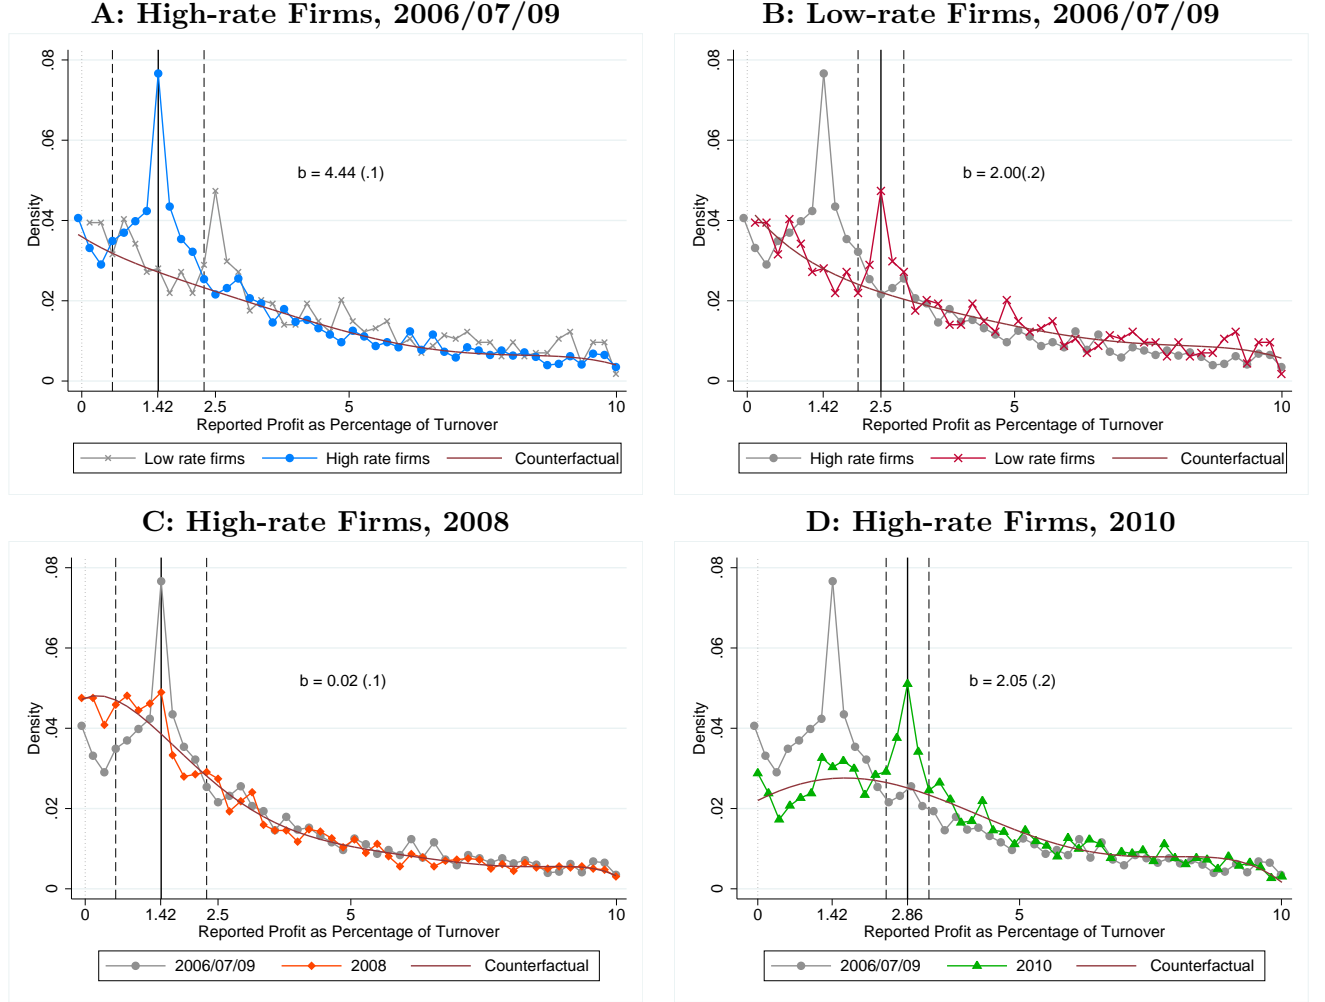 A: High-rate Firms, 2006/07/09
.08
.06
.04
.02
0
Density
b = 4.44 (.1)
0 1.42 2.5 5 10
Reported Profit as Percentage of Turnover
Low rate firms High rate firms Counterfactual
B: Low-rate Firms, 2006/07/09
.08
.06
.04
.02
0
Density
b = 2.00(.2)
0 1.42 2.5 5 10
Reported Profit as Percentage of Turnover
High rate firms Low rate firms Counterfactual
C: High-rate Firms, 2008
.08
.06
.04
.02
0
Density
b = 0.02 (.1)
0 1.42 2.5 5 10
Reported Profit as Percentage of Turnover
2006/07/09 2008 Counterfactual
D: High-rate Firms, 2010
.08
.06
.04
.02
0
Density
b = 2.05 (.2)
0 1.42 2.86 5 10
Reported Profit as Percentage of Turnover
2006/07/09 2010 Counterfactual